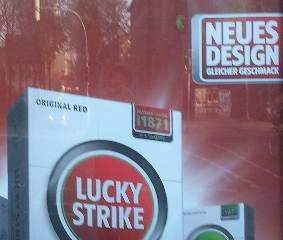 NEUES
DESIGN
GLEICHER GESCHMACK
ORIGINAL RED
1871
LUCKY
STRIKE